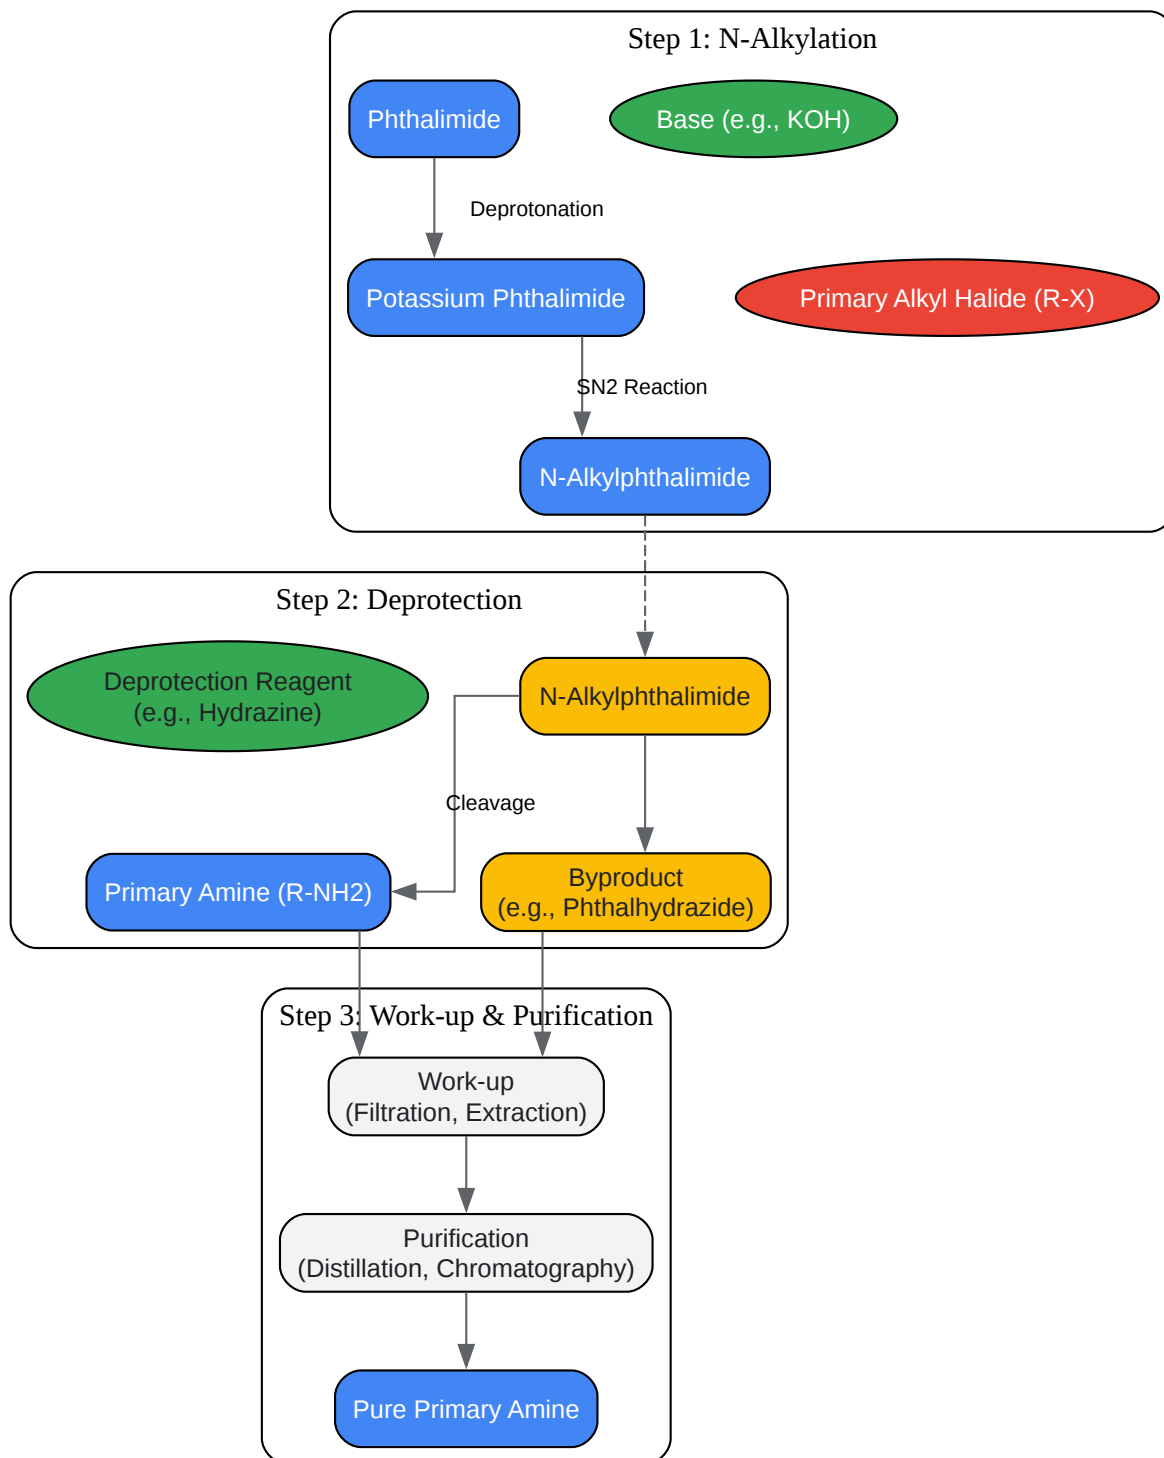 Step 1: N-Alkylation
Phthalimide
Base (e.g., KOH)
Deprotonation
Potassium Phthalimide
Primary Alkyl Halide (R-X)
SN2 Reaction
N-Alkylphthalimide
Step 2: Deprotection
Deprotection Reagent
(e.g., Hydrazine)
N-Alkylphthalimide
Cleavage
Primary Amine (R-NH2)
Byproduct
(e.g., Phthalhydrazide)
Step 3: Work-up & Purification
Work-up
(Filtration, Extraction)
Purification
(Distillation, Chromatography)
Pure Primary Amine